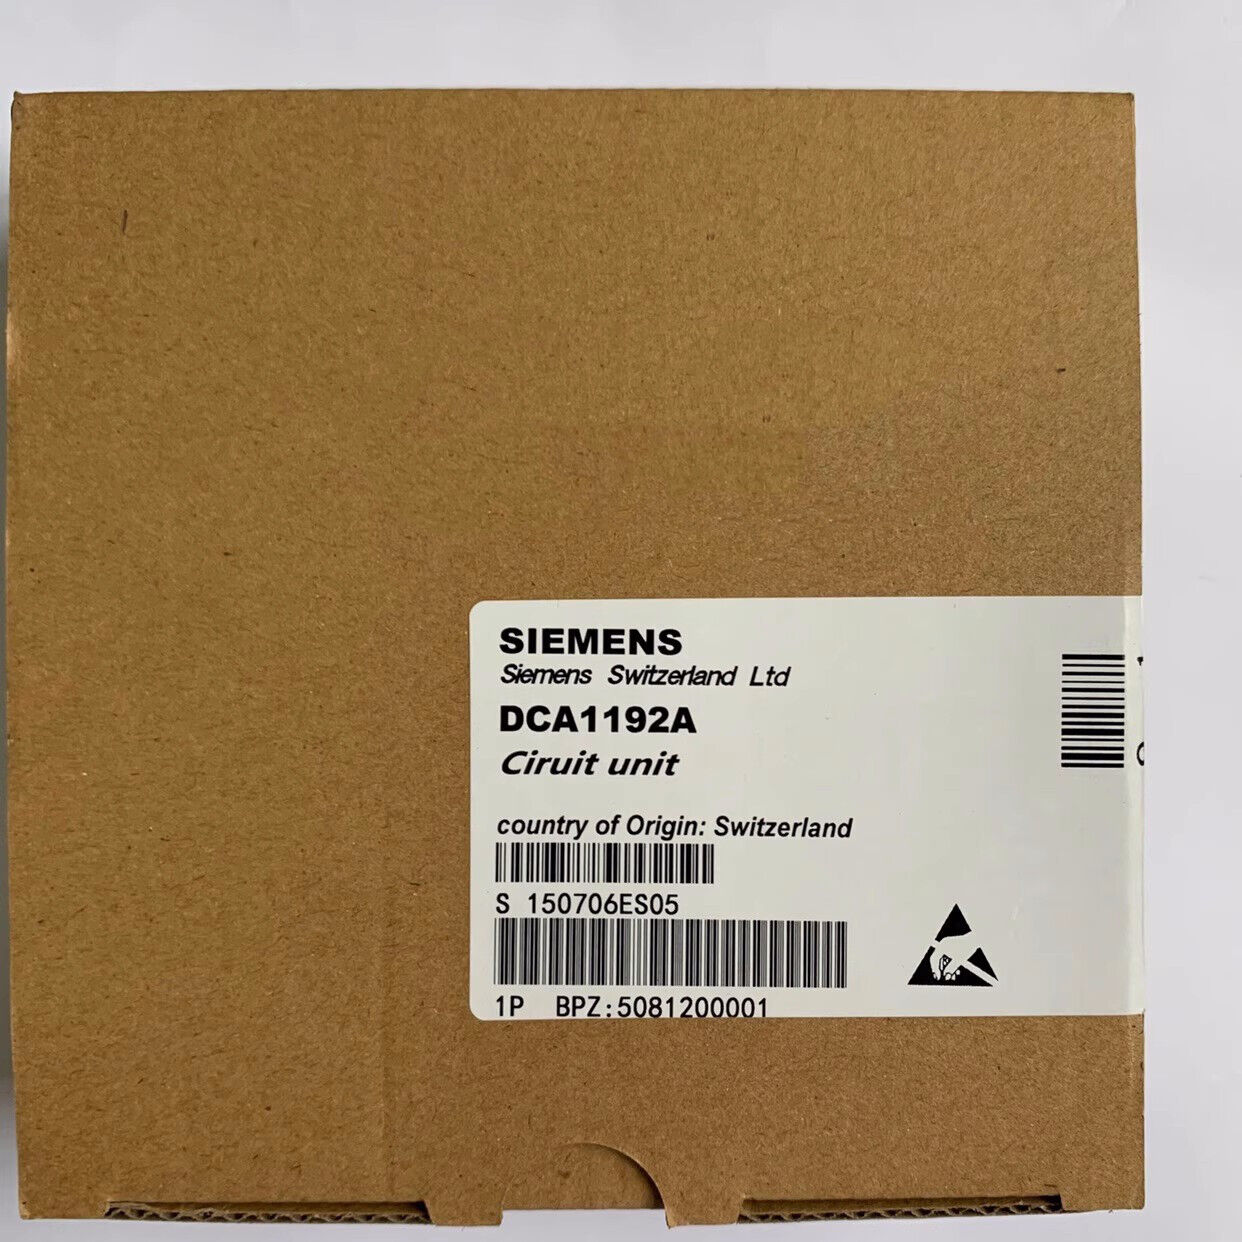 SIEMENS
Siemens Switzerland Ltd
DCA1192A
Ciruit unit
country of Origin: Switzerland
S 150706ES05
1P BPZ:5081200001